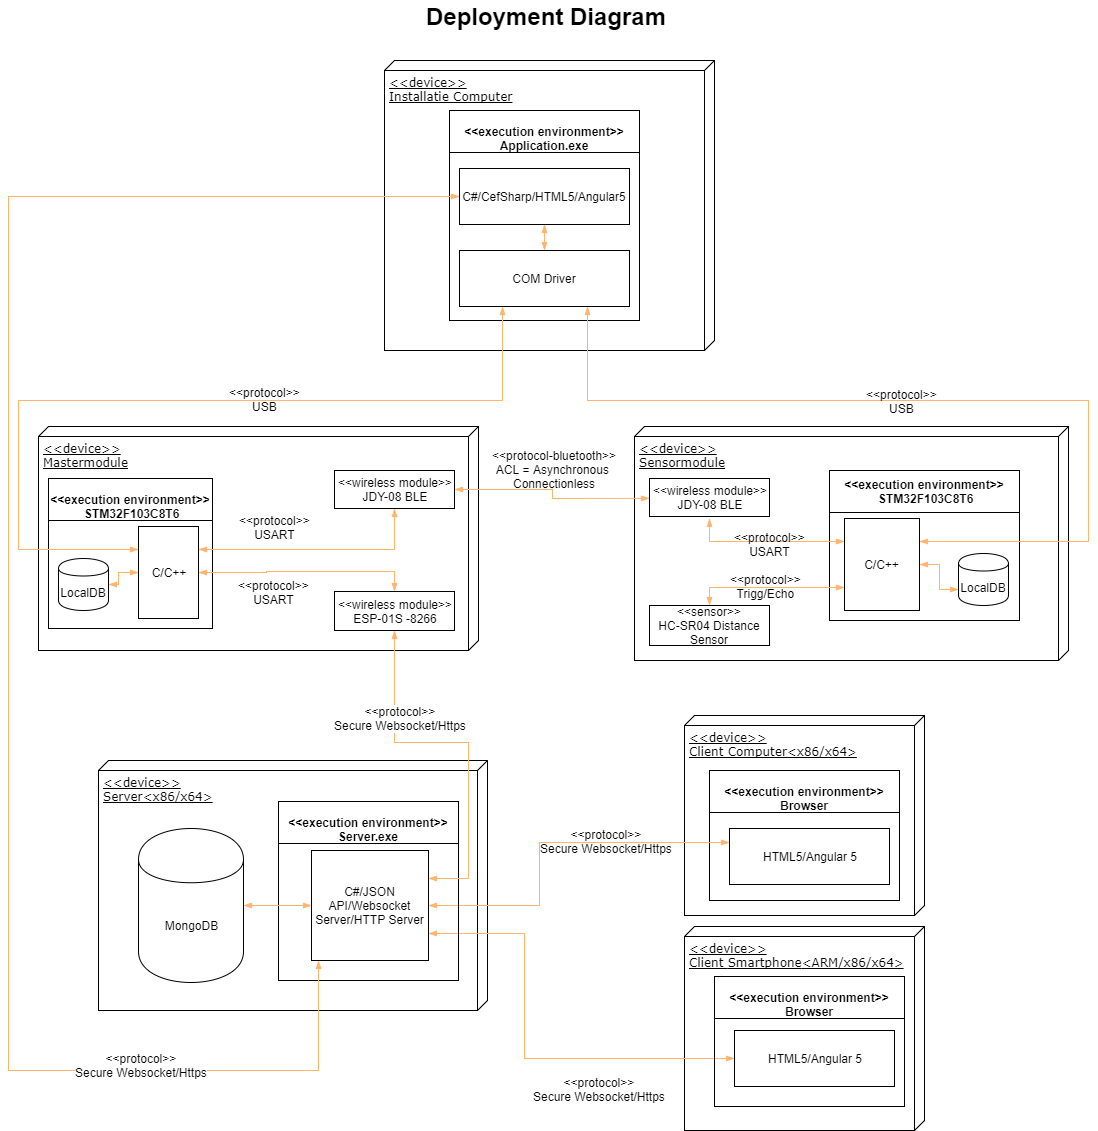 Deployment Diagram
<<device>>
Installatie Computer
<<execution environment>>
Application.exe
C#/CefSharp/HTML5/Angular5
COM Driver
<<protocol>>
USB
<<protocol>>
USB
<<device>>
Mastermodule
<<execution environment>>
STM32F103C8T6
C/C++
LocalDB
<<protocol>>
USART
<<protocol>>
USART
<<wireless module>>
JDY-08 BLE
<<wireless module>>
ESP-01S -8266
<<protocol-bluetooth>>
ACL = Asynchronous
Connectionless
<<device>>
Sensormodule
<<wireless module>>
JDY-08 BLE
<<protocol>>
USART
<<protocol>>
Trigg/Echo
<<sensor>>
HC-SR04 Distance
Sensor
<<execution environment>>
STM32F103C8T6
C/C++
LocalDB
<<protocol>>
Secure Websocket/Https
<<device>>
Server<x86/x64>
MongoDB
<<execution environment>>
Server.exe
C#/JSON
API/Websocket
Server/HTTP Server
<<protocol>>
Secure Websocket/Https
<<device>>
Client Computer<x86/x64>
<<execution environment>>
Browser
HTML5/Angular 5
<<device>>
Client Smartphone<ARM/x86/x64>
<<execution environment>>
Browser
HTML5/Angular 5
<<protocol>>
Secure Websocket/Https
<<protocol>>
Secure Websocket/Https